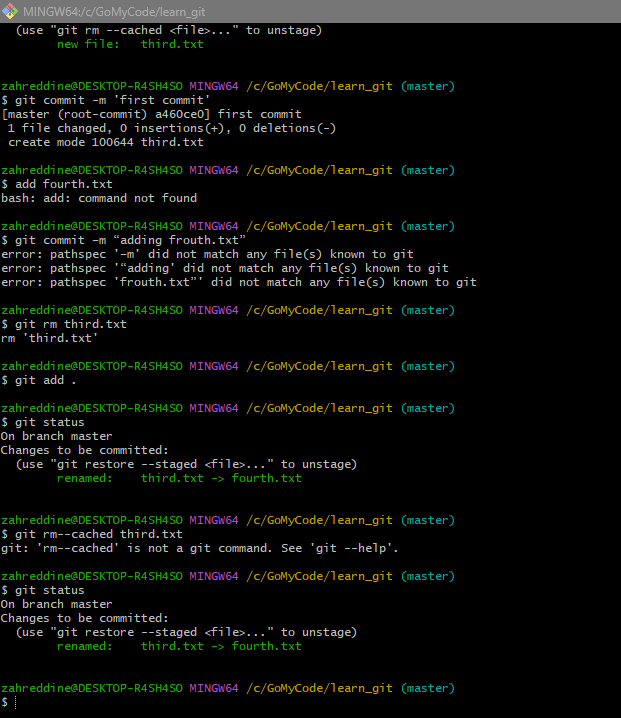 MINGW64:/c/GoMyCode/learn_git
(use "git rm --cached <file>..." to unstage)
new file:   third.txt
zahreddine@DESKTOP-R4SH4SO MINGW64 /c/GoMyCode/learn_git (master)
$ git commit -m 'first commit'
[master (root-commit) a460ce0] first commit
1 file changed, 0 insertions(+), 0 deletions(-)
create mode 100644 third.txt
zahreddine@DESKTOP-R4SH4SO MINGW64 /c/GoMyCode/learn_git (master)
$ add fourth.txt
bash: add: command not found
zahreddine@DESKTOP-R4SH4SO MINGW64 /c/GoMyCode/learn_git (master)
$ git commit -m “adding frouth.txt”
error: pathspec '-m' did not match any file(s) known to git
error: pathspec '“adding' did not match any file(s) known to git
error: pathspec 'frouth.txt”' did not match any file(s) known to git
zahreddine@DESKTOP-R4SH4SO MINGW64 /c/GoMyCode/learn_git (master)
$ git rm third.txt
rm 'third.txt'
zahreddine@DESKTOP-R4SH4SO MINGW64 /c/GoMyCode/learn_git (master)
$ git add .
zahreddine@DESKTOP-R4SH4SO MINGW64 /c/GoMyCode/learn_git (master)
$ git status
On branch master
Changes to be committed:
(use "git restore --staged <file>..." to unstage)
renamed:    third.txt -> fourth.txt
zahreddine@DESKTOP-R4SH4SO MINGW64 /c/GoMyCode/learn_git (master)
$ git rm--cached third.txt
git: 'rm--cached' is not a git command. See 'git --help'.
zahreddine@DESKTOP-R4SH4SO MINGW64 /c/GoMyCode/learn_git (master)
$ git status
On branch master
Changes to be committed:
(use "git restore --staged <file>..." to unstage)
renamed:    third.txt -> fourth.txt
zahreddine@DESKTOP-R4SH4SO MINGW64 /c/GoMyCode/learn_git (master)
$